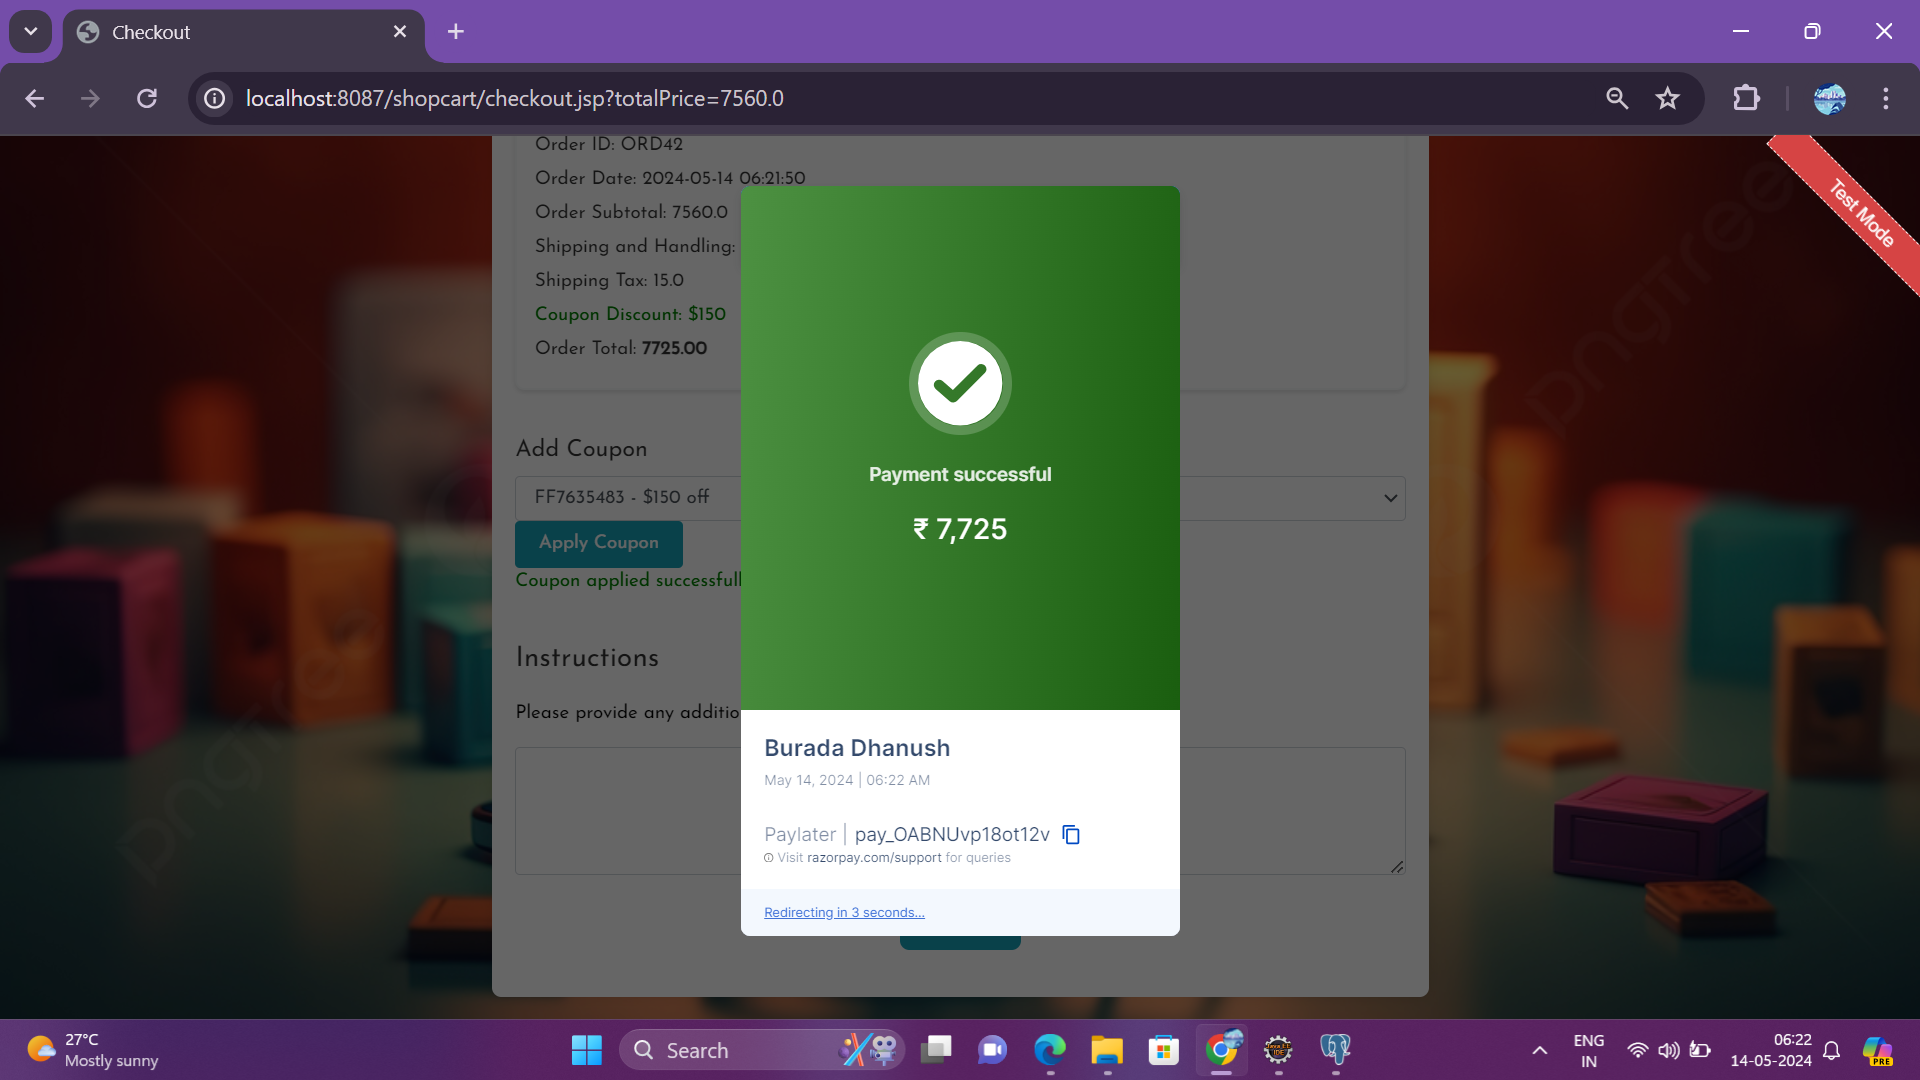 Checkout
localhost:8087/shopcart/checkout.jsp?totalPrice=7560.0
Test Mode
Order ID: ORD42
Order Date: 2024-05-14 06:21:50
Order Subtotal: 7560.0
Shipping and Handling:
Shipping Tax: 15.0
Coupon Discount: $150
Order Total: 7725.00
Add Coupon
FF7635483 - $150 off
Apply Coupon
Coupon applied successfull
Instructions
Please provide any additio
Payment successful
₹ 7,725
Burada Dhanush
May 14, 2024 | 06:22 AM
Paylater | pay_OABNUvp18ot12v
Visit razorpay.com/support for queries
Redirecting in 3 seconds...
pngtree
pngtree
27°C
Mostly sunny
Search
ENG
IN
06:22
14-05-2024
PRE